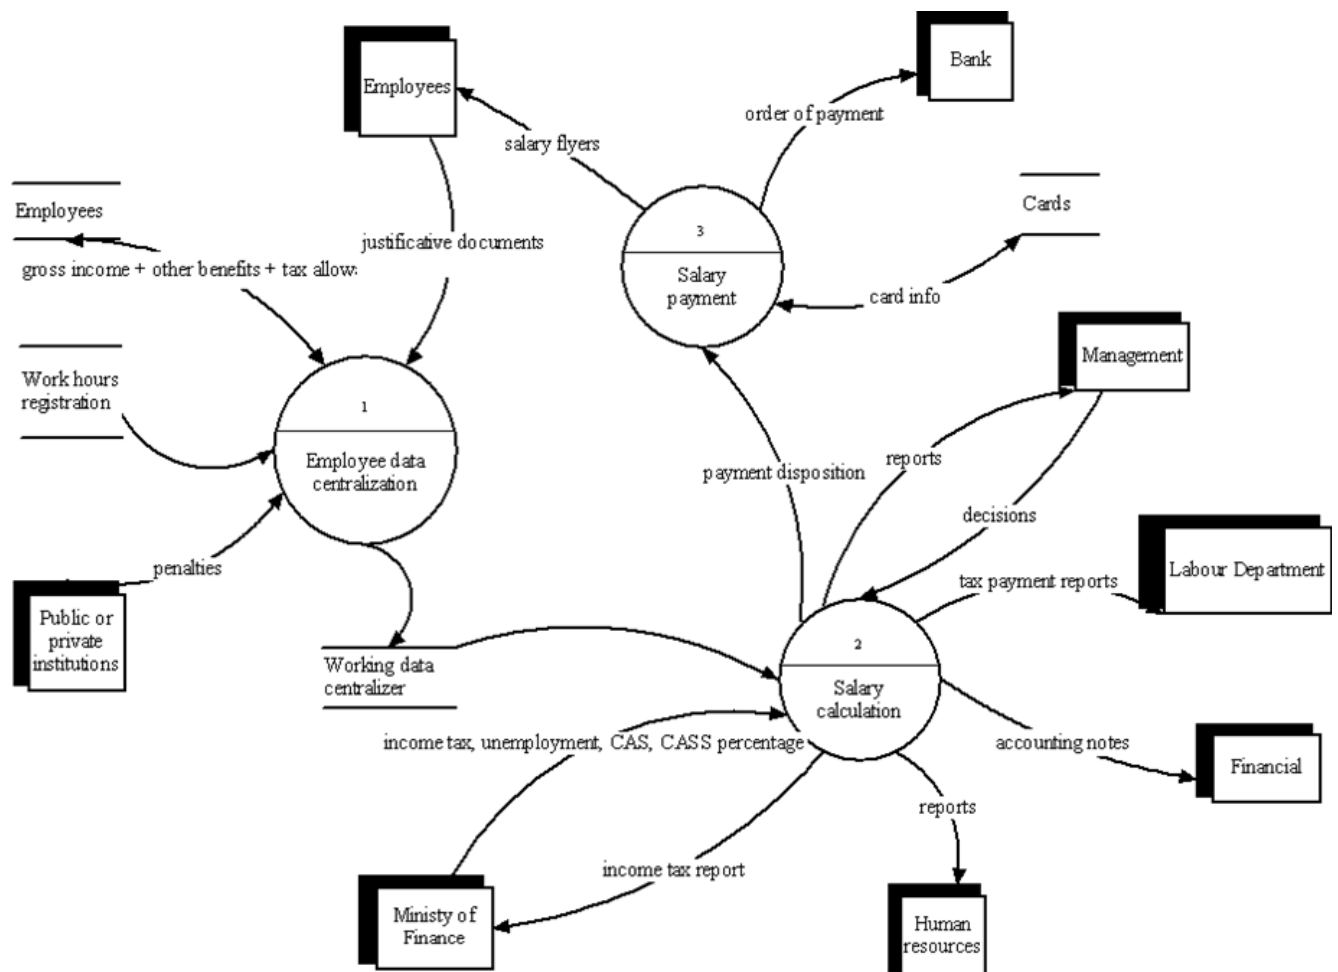 Bank
Employees
order of payment
salary flyers
Employees
Cards
3
justificative documents
gross income + other benefits + tax allow
Salary
payment
card info
Management
Work hours
registration
1
Employee data
centralization
reports
payment disposition
decisions
penalties
Labour Department
tax payment reports
Public or
private
institutions
2
Working data
centralizer
Salary
calculation
income tax, unemployment, CAS, CASS percentage
accounting notes
Financial
reports
income tax report
Ministy of
Finance
Human
resources